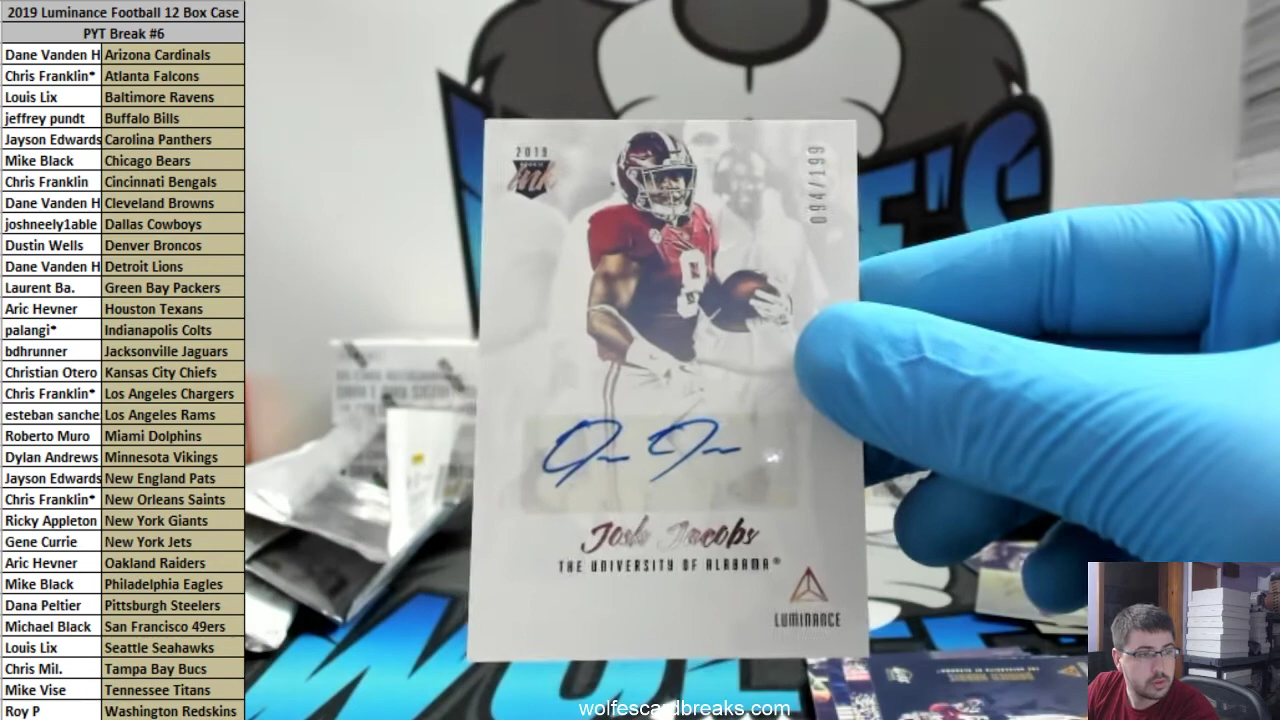 2019 Luminance Football 12 Box Case
PYT Break #6
Dane Vanden H Arizona Cardinals
Chris Franklin* Atlanta Falcons
Louis Lix Baltimore Ravens
jeffrey pundt Buffalo Bills
Jayson Edwards Carolina Panthers
Mike Black Chicago Bears
Chris Franklin Cincinnati Bengals
Dane Vanden H Cleveland Browns
joshneely1able Dallas Cowboys
Dustin Wells Denver Broncos
Dane Vanden H Detroit Lions
Laurent Ba. Green Bay Packers
Aric Hevner Houston Texans
palangi* Indianapolis Colts
bdhrunner Jacksonville Jaguars
Christian Otero Kansas City Chiefs
Chris Franklin* Los Angeles Chargers
esteban sanche Los Angeles Rams
Roberto Muro Miami Dolphins
Dylan Andrews Minnesota Vikings
Jayson Edwards New England Pats
Chris Franklin* New Orleans Saints
Ricky Appleton New York Giants
Gene Currie New York Jets
Aric Hevner Oakland Raiders
Mike Black Philadelphia Eagles
Dana Peltier Pittsburgh Steelers
Michael Black San Francisco 49ers
Louis Lix Seattle Seahawks
Chris Mil. Tampa Bay Bucs
Mike Vise Tennessee Titans
Roy P Washington Redskins
2019
Ink
094/199
8
Josh Jacobs
THE UNIVERSITY OF ALABAMA®
LUMINANCE
wolfescardbreaks.com